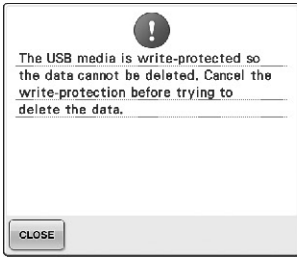 The USB media is write-protected so
the data cannot be deleted. Cancel the
write-protection before trying to
delete the data.
CLOSE